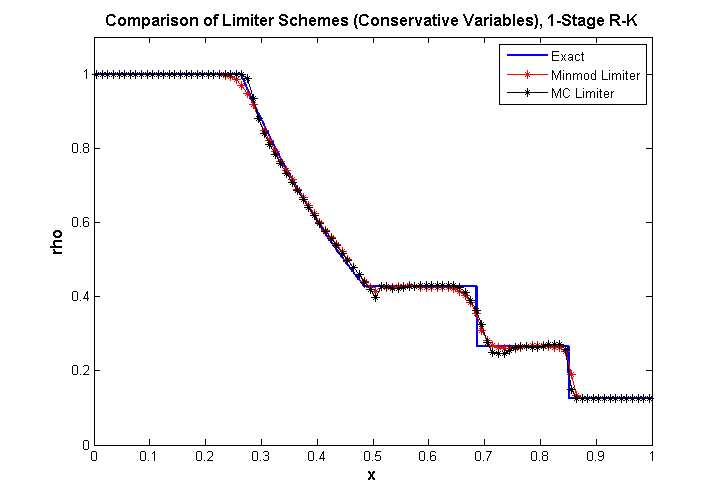 Comparison of Limiter Schemes (Conservative Variables), 1-Stage R-K
Exact
Minmod Limiter
MC Limiter
1
0.8
0.6
0.4
0.2
0
rho
0 0.1 0.2 0.3 0.4 0.5 0.6 0.7 0.8 0.9 1
x